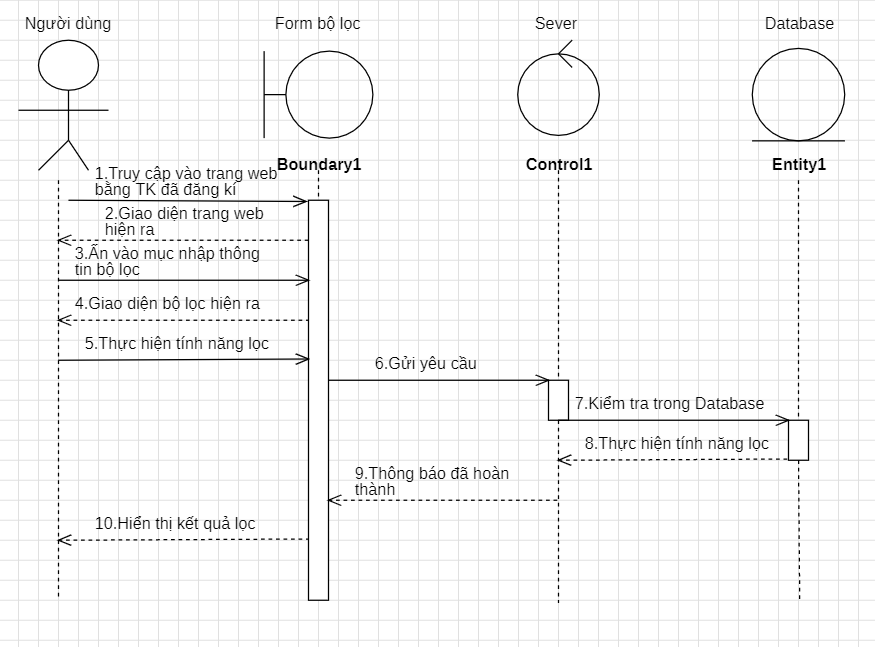 Người dùng
Form bộ lọc
Sever
Database
Boundary1
Control1
Entity1
1.Truy cập vào trang web
bằng TK đã đăng kí
2.Giao diện trang web
hiện ra
3.Ấn vào mục nhập thông
tin bộ lọc
4.Giao diện bộ lọc hiện ra
5.Thực hiện tính năng lọc
6.Gửi yêu cầu
7.Kiểm tra trong Database
8.Thực hiện tính năng lọc
9.Thông báo đã hoàn
thành
10.Hiển thị kết quả lọc